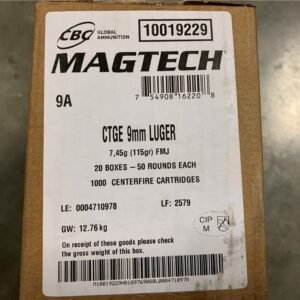 CBC GLOBAL AMMUNITION 10019229
MAGTECH
9A
7 54908 16220 8
CTGE 9mm LUGER
7,45g (115gr) FMJ
20 BOXES – 50 ROUNDS EACH
1000 CENTERFIRE CARTRIDGES
LE: 0004710978 LF: 2579
GW: 12.76 kg
CIP
M
On receipt of these goods please check
the gross weight of this box.